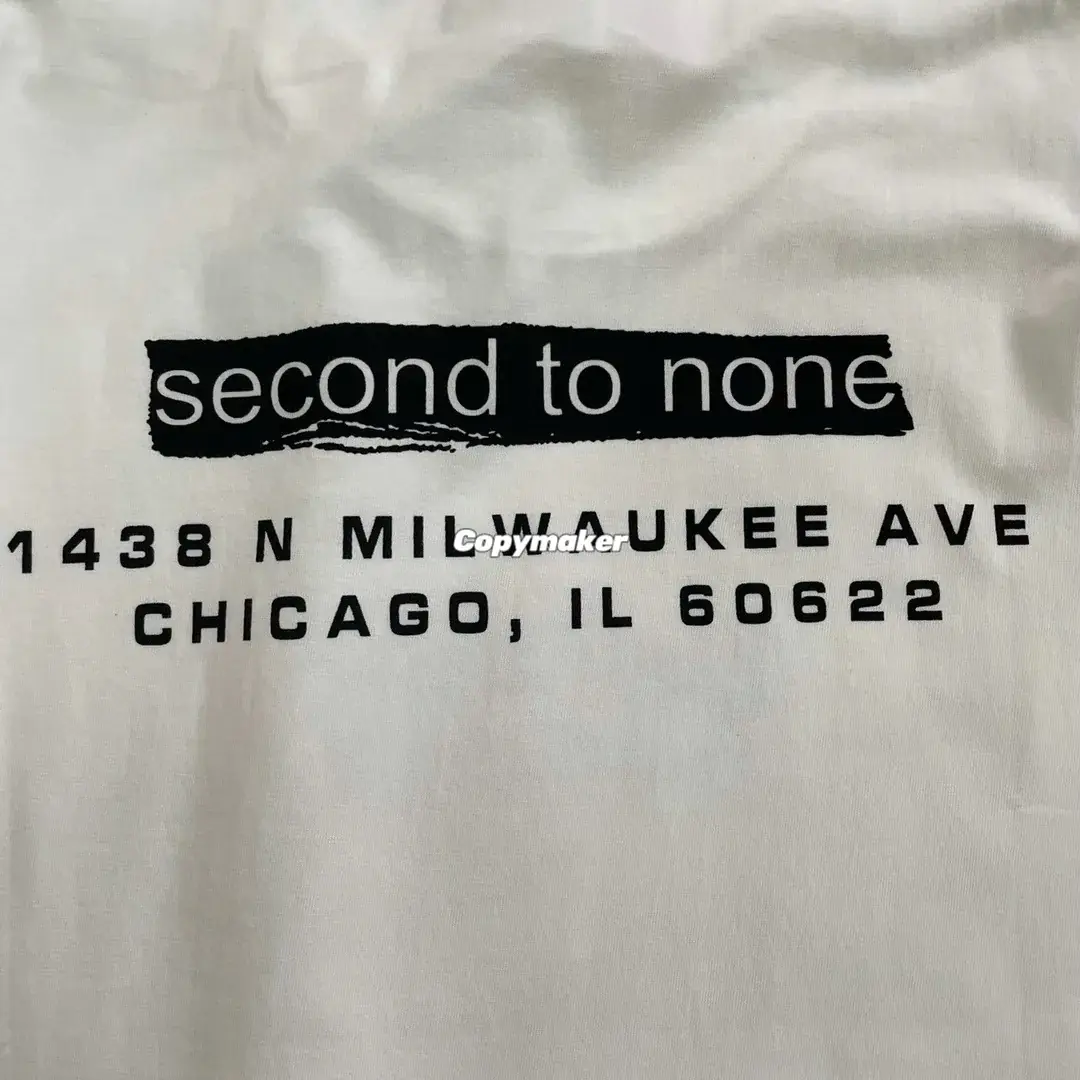 second to none
1438 N MILWAUKEE AVE
Copymaker
CHICAGO, IL 60622